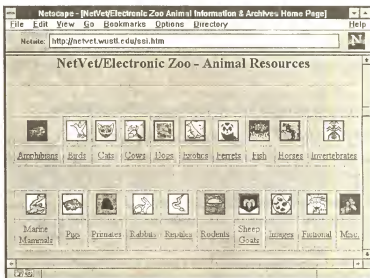 Netscape - [NetVet/Electronic Zoo Animal Information & Archives Home Page]
File Edit View Go Bookmarks Options Directory Help
Netsite: http://netvet.wustl.edu/ssi.htm
N
NetVet/Electronic Zoo - Animal Resources
Amphibians Birds Cats Cows Dogs Exotics Ferrets Fish Horses Invertebrates
Marine Mammals Pigs Primates Rabbits Reptiles Rodents Sheep Goats Images Fictional Misc.